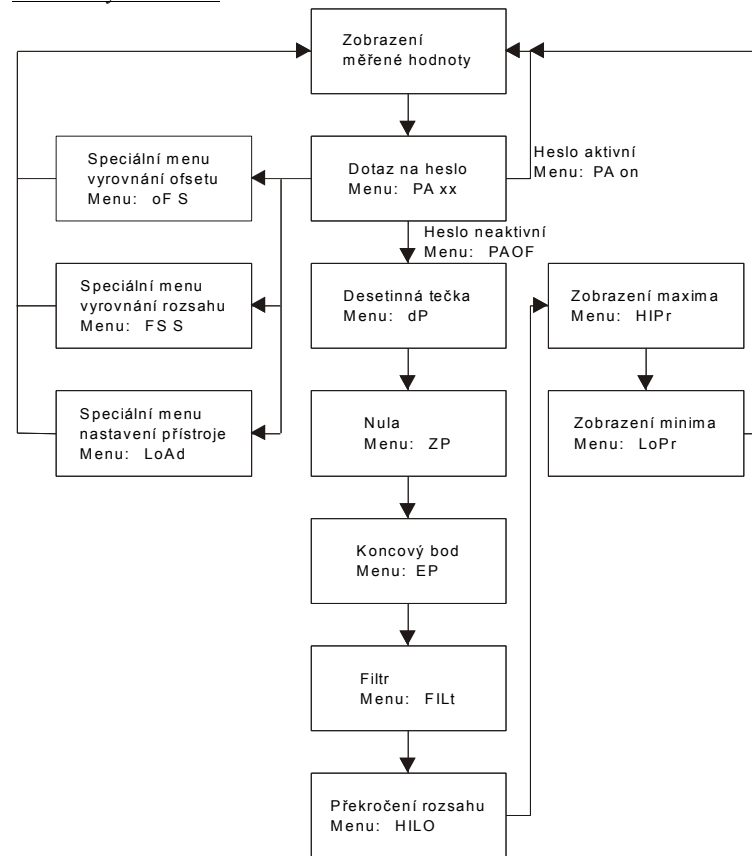 Zobrazení
měřené hodnoty
Speciální menu
vyrovnání ofsetu
Menu: oF S
Dotaz na heslo
Menu: PA xx
Heslo aktivní
Menu: PA on
Heslo neaktivní
Menu: PAOF
Speciální menu
vyrovnání rozsahu
Menu: FS S
Desetinná tečka
Menu: dP
Zobrazení maxima
Menu: HIPr
Speciální menu
nastavení přístroje
Menu: LoAd
Nula
Menu: ZP
Zobrazení minima
Menu: LoPr
Koncový bod
Menu: EP
Filtr
Menu: FILt
Překročení rozsahu
Menu: HILO